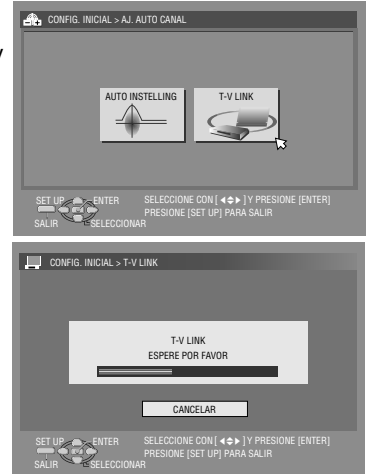 CONFIG. INICIAL > AJ. AUTO CANAL
AUTO INSTELLING
T-V LINK
SET UP
ENTER
SALIR
SELECCIONAR
SELECCIONE CON [ ◀ ⬍ ▶ ] Y PRESIONE [ENTER]
PRESIONE [SET UP] PARA SALIR
CONFIG. INICIAL > T-V LINK
T-V LINK
ESPERE POR FAVOR
CANCELAR
SET UP
ENTER
SALIR
SELECCIONAR
SELECCIONE CON [ ◀ ⬍ ▶ ] Y PRESIONE [ENTER]
PRESIONE [SET UP] PARA SALIR